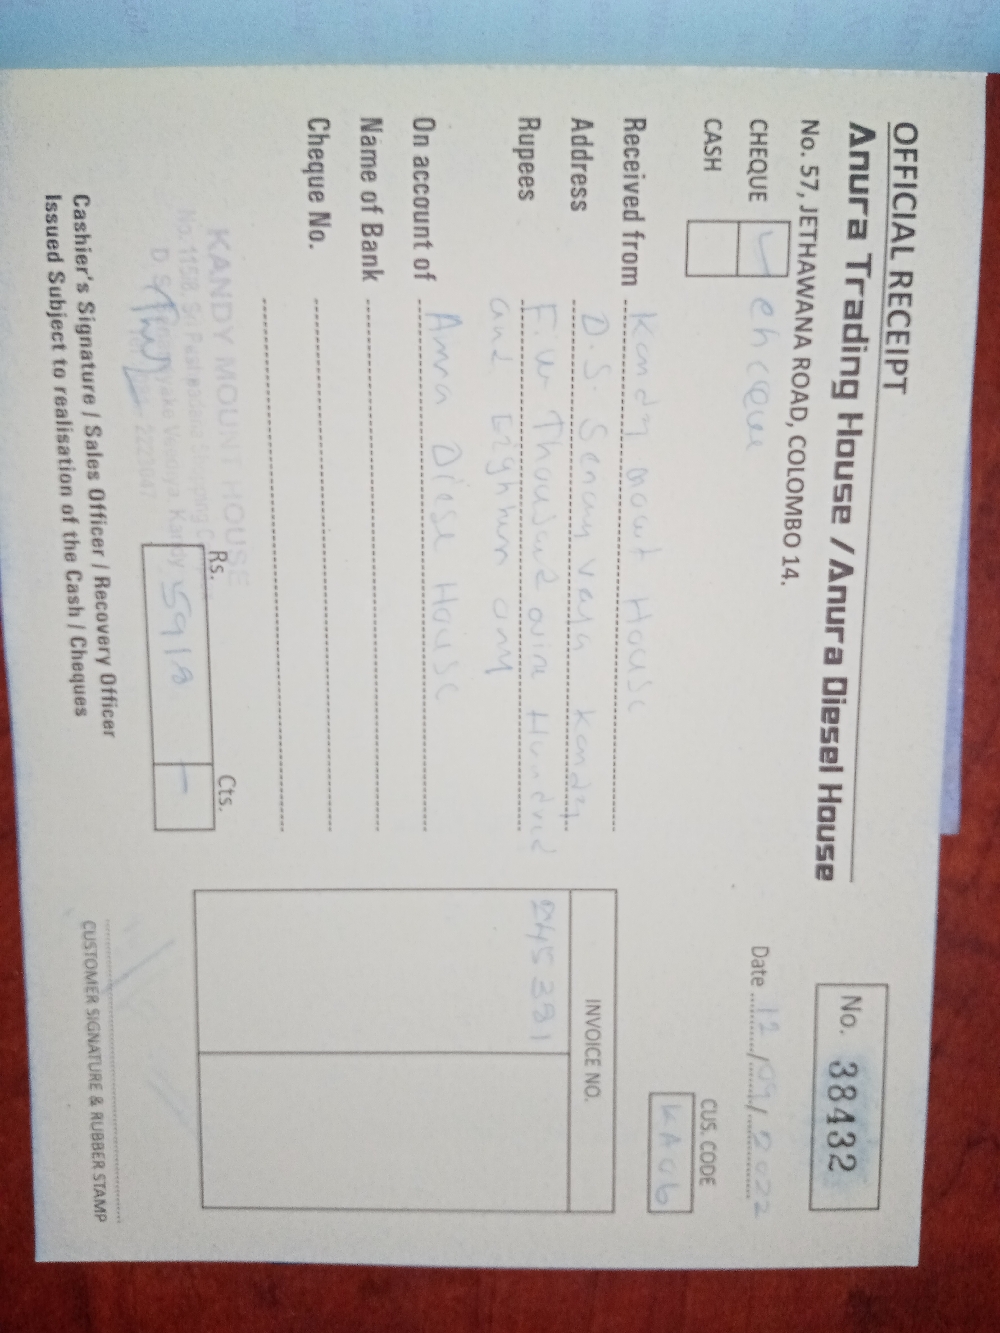 OFFICIAL RECEIPT
Anura Trading House / Anura Diesel House
No. 57, JETHAWANA ROAD, COLOMBO 14.
No. 38432
CHEQUE
CASH
Date 12/09/2022
CUS. CODE
KA06
Received from Kandy mount House
Address D.S. Senany vaya Kandy
Rupees Five Thousand nine Hundred
and Eighteen only
On account of Anura Diesel House
Name of Bank
Cheque No.
INVOICE NO.
KANDY MOUNT HOUSE
Rs. 5918
Cts. -
Cashier's Signature / Sales Officer / Recovery Officer
Issued Subject to realisation of the Cash / Cheques
CUSTOMER SIGNATURE & RUBBER STAMP